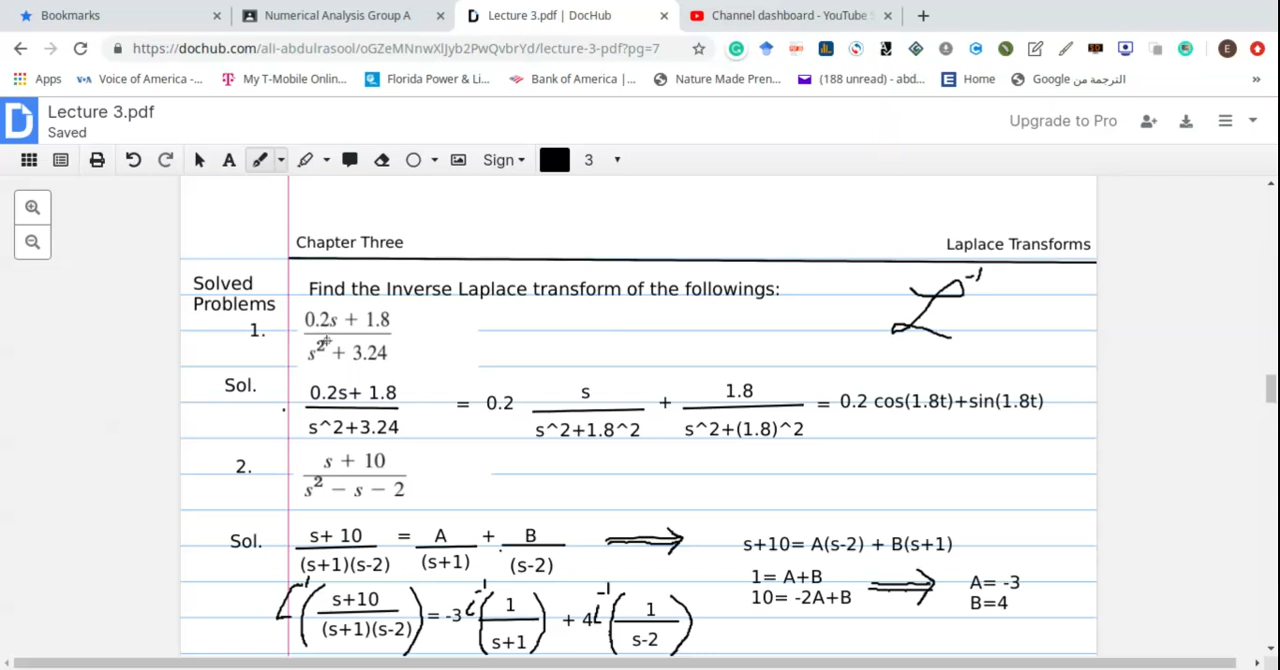 Bookmarks
Numerical Analysis Group A
Lecture 3.pdf | DocHub
Channel dashboard - YouTube
https://dochub.com/ali-abdulrasool/oGZeMNnwXlJyb2PwQvbrYd/lecture-3-pdf?pg=7
E
Apps
Voice of America -...
My T-Mobile Onlin...
Florida Power & Li...
Bank of America |...
Nature Made Pren...
(188 unread) - abd...
Home
الترجمة من Google
»
Lecture 3.pdf
Saved
Upgrade to Pro
A
Sign
3
Chapter Three
Laplace Transforms
Solved
Problems
Find the Inverse Laplace transform of the followings:
ℒ⁻¹
1.
0.2s + 1.8
s² + 3.24
Sol.
0.2s+ 1.8
s^2+3.24
= 0.2
s
s^2+1.8^2
+
1.8
s^2+(1.8)^2
= 0.2 cos(1.8t)+sin(1.8t)
2.
s + 10
s² − s − 2
Sol.
s+ 10
(s+1)(s-2)
=
A
(s+1)
+
B
(s-2)
⟹
s+10= A(s-2) + B(s+1)
1= A+B
10= -2A+B
⟹
A= -3
B=4
L⁻¹
(
s+10
(s+1)(s-2)
)
= -3
L⁻¹
(
1
s+1
)
+ 4
L⁻¹
(
1
s-2
)